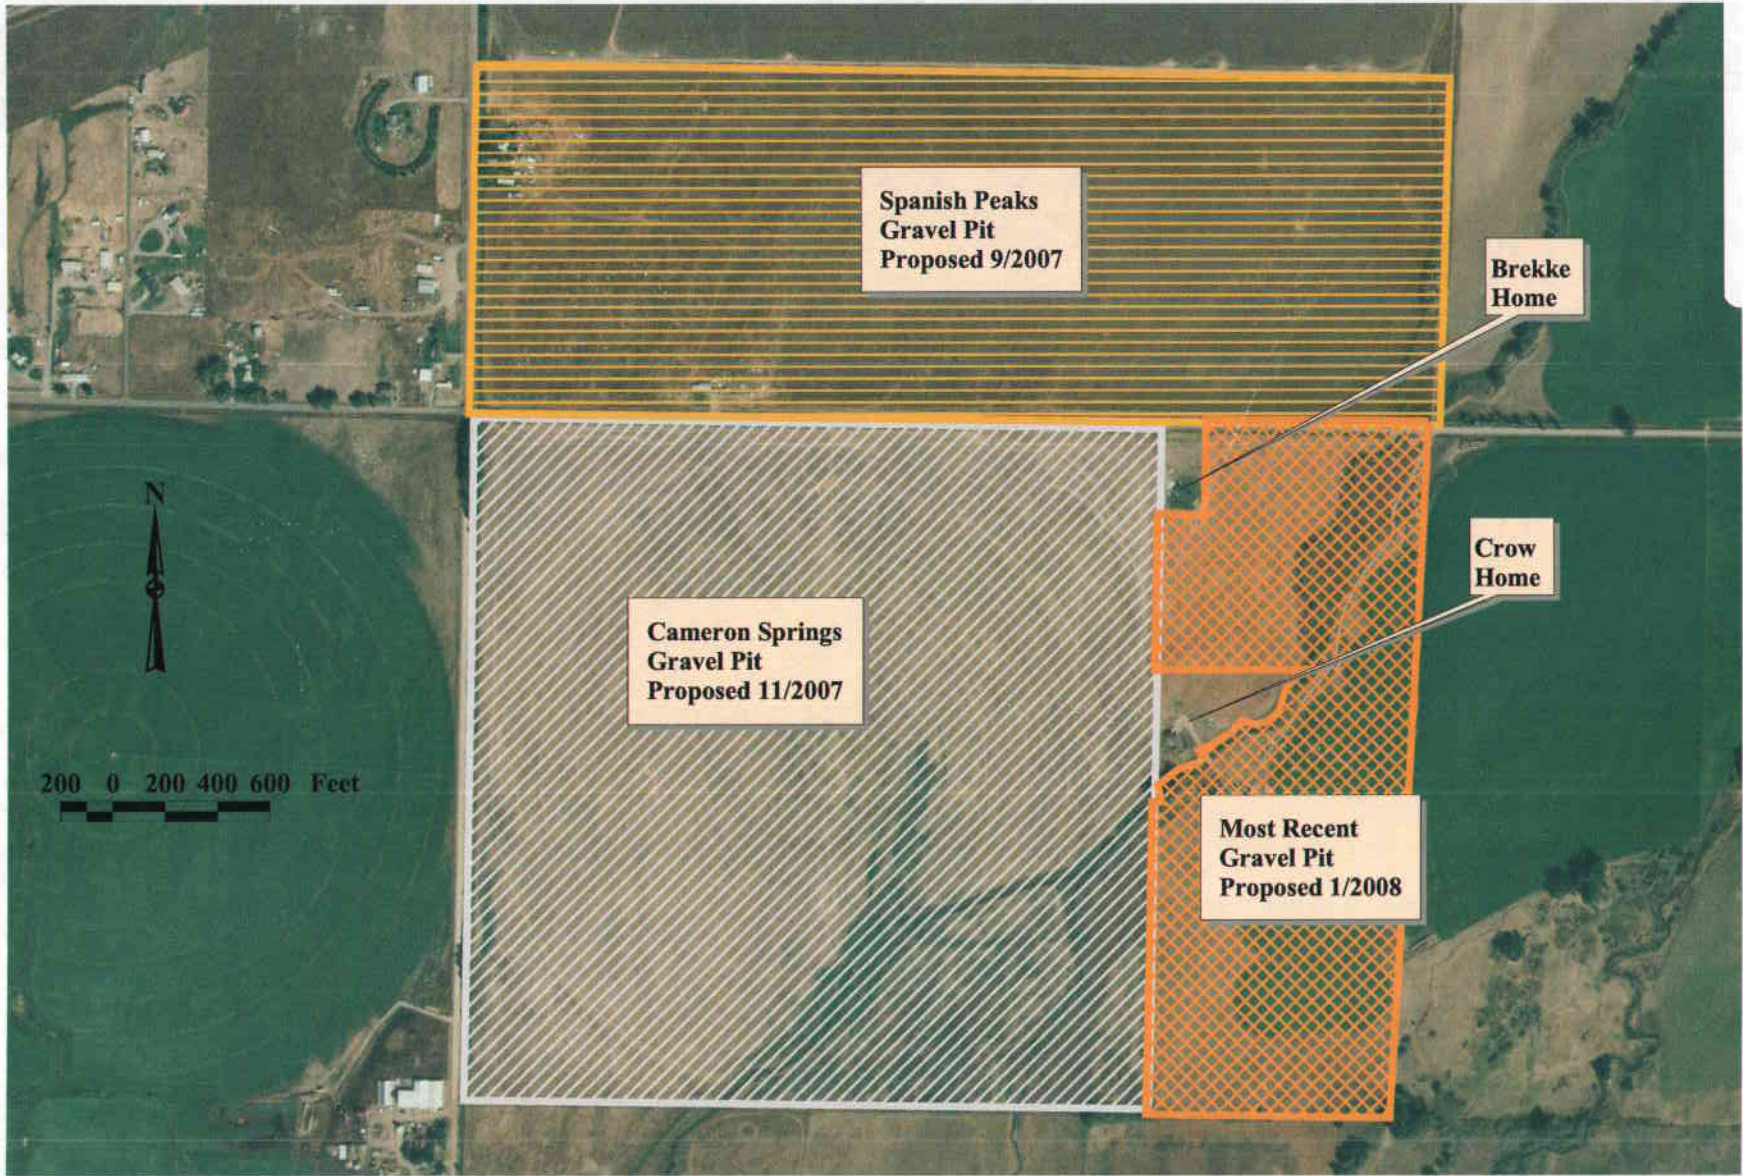 Spanish Peaks
Gravel Pit
Proposed 9/2007
Brekke
Home
N
Crow
Home
Cameron Springs
Gravel Pit
Proposed 11/2007
200 0 200 400 600 Feet
Most Recent
Gravel Pit
Proposed 1/2008